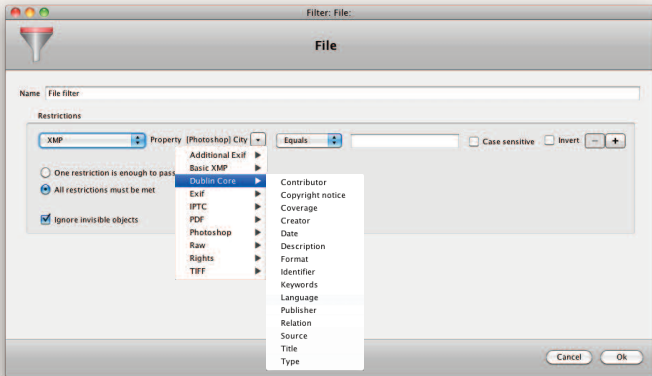 Filter: File:
File
Name File filter
Restrictions
XMP Property [Photoshop] City Equals Case sensitive Invert − +
One restriction is enough to pass
All restrictions must be met
Ignore invisible objects
Additional Exif
Basic XMP
Dublin Core
Exif
IPTC
PDF
Photoshop
Raw
Rights
TIFF
Contributor
Copyright notice
Coverage
Creator
Date
Description
Format
Identifier
Keywords
Language
Publisher
Relation
Source
Title
Type
Cancel Ok